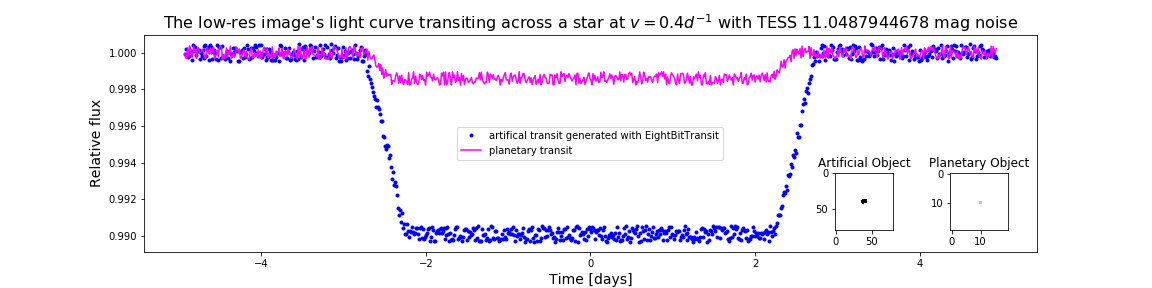 The low-res image's light curve transiting across a star at v = 0.4d⁻¹ with TESS 11.0487944678 mag noise
Relative flux
1.000
0.998
0.996
0.994
0.992
0.990
artifical transit generated with EightBitTransit
planetary transit
Artificial Object
0
50
0
50
Planetary Object
0
10
0
10
−4
−2
0
2
4
Time [days]